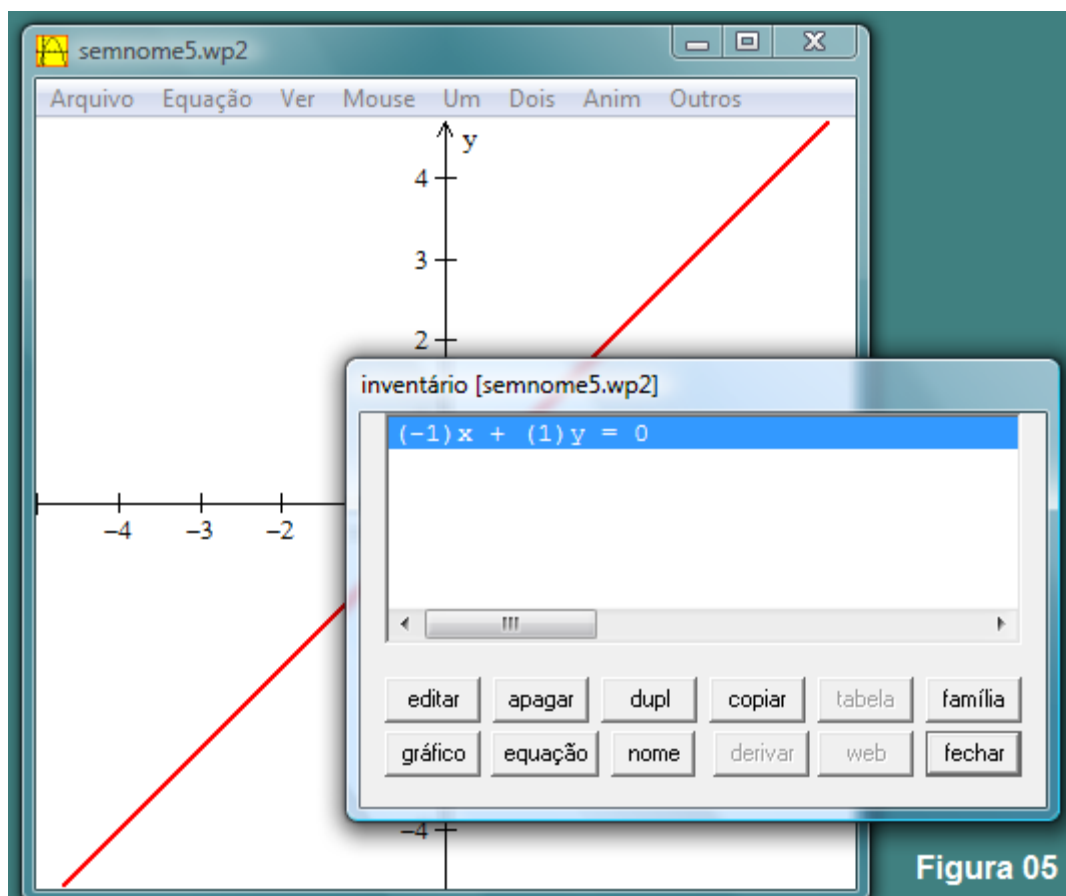 semnome5.wp2
Arquivo Equação Ver Mouse Um Dois Anim Outros
y
4
3
2
−4 −3 −2
−4
inventário [semnome5.wp2]
(-1)x + (1)y = 0
editar apagar dupl copiar tabela família
gráfico equação nome derivar web fechar
Figura 05